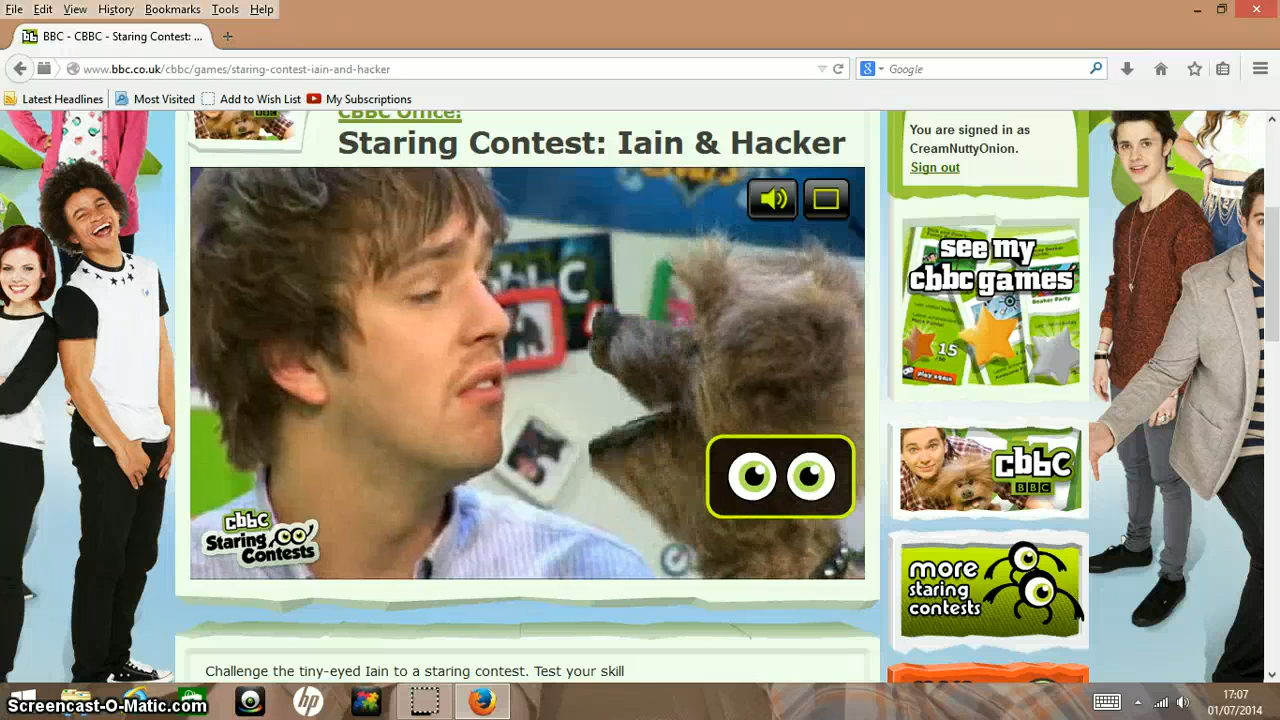 File Edit View History Bookmarks Tools Help
BBC - CBBC - Staring Contest: ...
www.bbc.co.uk/cbbc/games/staring-contest-iain-and-hacker
Google
Latest Headlines Most Visited Add to Wish List My Subscriptions
CBBC Office!
Staring Contest: Iain & Hacker
You are signed in as
CreamNuttyOnion.
Sign out
see my
cbbc games
15
play again
cbbc
BBC
cbbc
Staring
Contests
more
staring
contests
Challenge the tiny-eyed Iain to a staring contest. Test your skill
hp
Screencast-O-Matic.com
17:07
01/07/2014